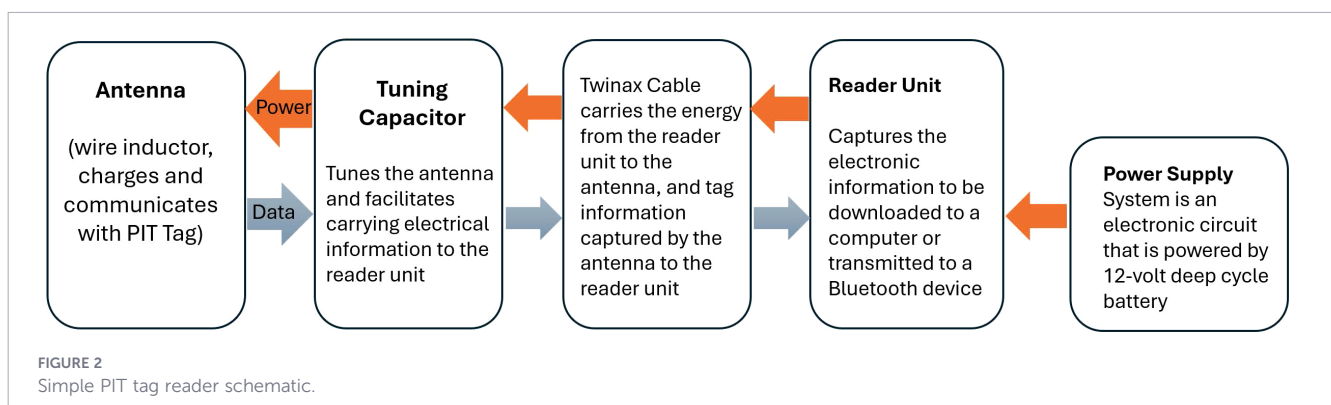 Antenna
(wire inductor,
charges and
communicates
with PIT Tag)
Power
Data
Tuning
Capacitor
Tunes the antenna
and facilitates
carrying electrical
information to the
reader unit
Twinax Cable
carries the energy
from the reader
unit to the
antenna, and tag
information
captured by the
antenna to the
reader unit
Reader Unit
Captures the
electronic
information to be
downloaded to a
computer or
transmitted to a
Bluetooth device
Power Supply
System is an
electronic circuit
that is powered by
12-volt deep cycle
battery
FIGURE 2
Simple PIT tag reader schematic.